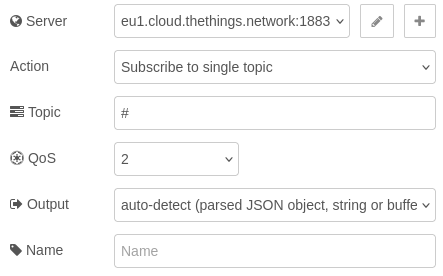 Server eu1.cloud.thethings.network:1883
Action Subscribe to single topic
Topic #
QoS 2
Output auto-detect (parsed JSON object, string or buffe
Name Name